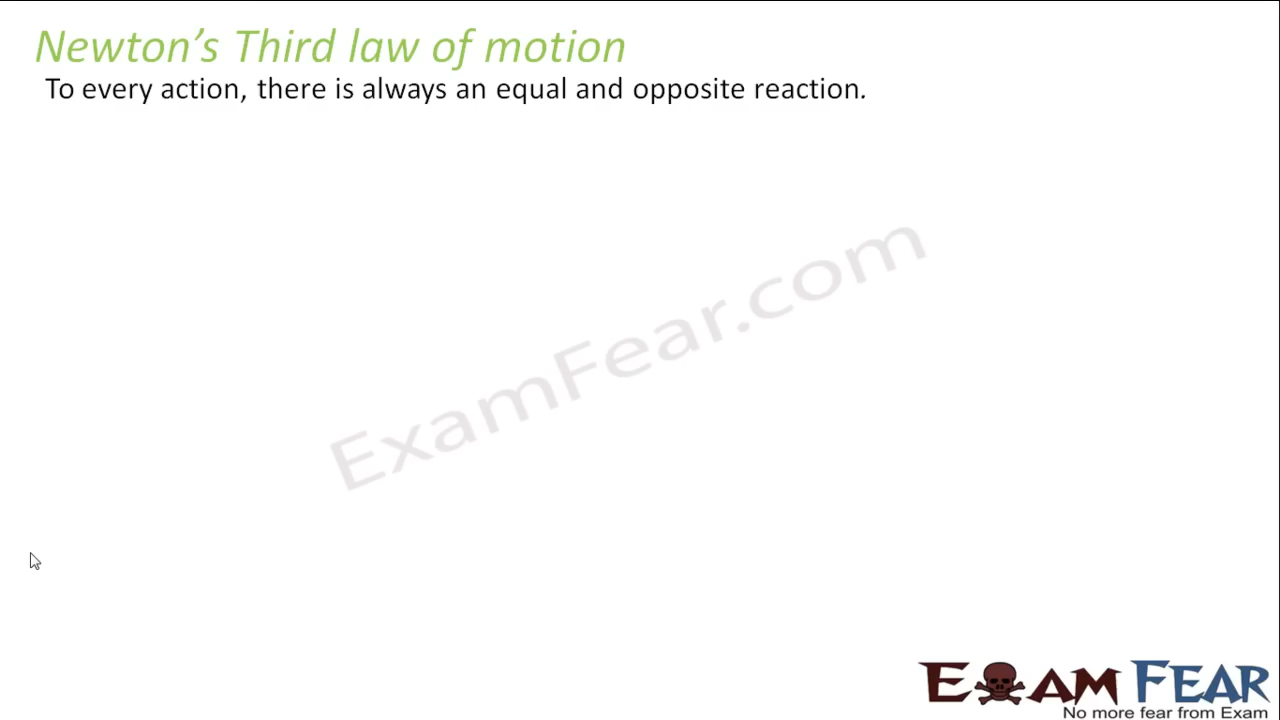 Newton’s Third law of motion
To every action, there is always an equal and opposite reaction.
ExamFear.com
EXAM FEAR
No more fear from Exam